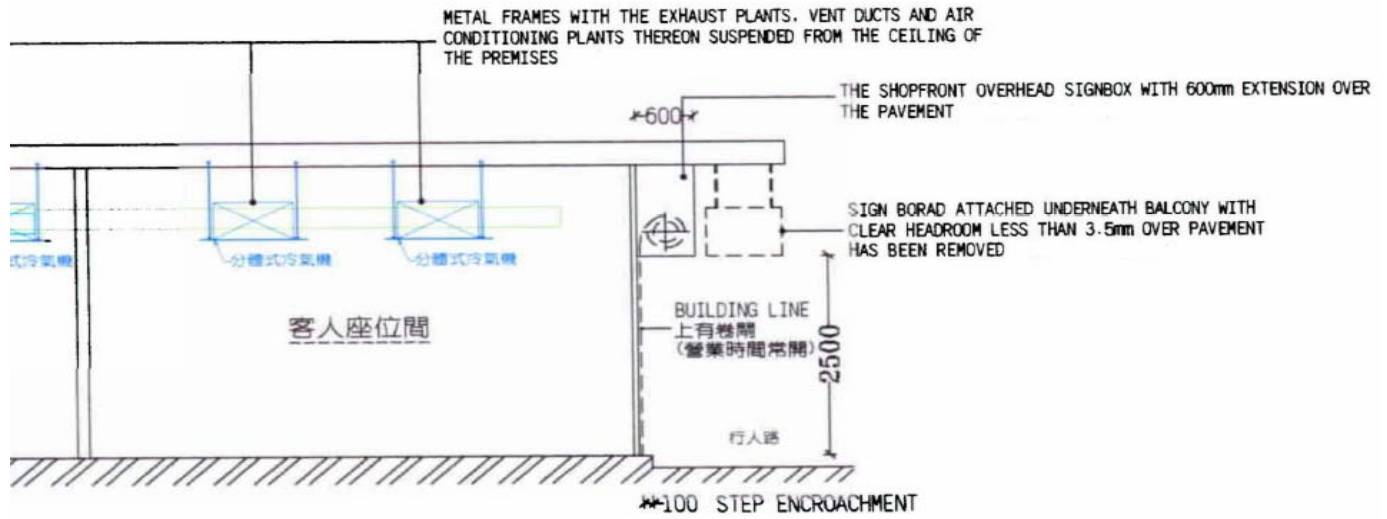 METAL FRAMES WITH THE EXHAUST PLANTS. VENT DUCTS AND AIR
CONDITIONING PLANTS THEREON SUSPENDED FROM THE CEILING OF
THE PREMISES
THE SHOPFRONT OVERHEAD SIGNBOX WITH 600mm EXTENSION OVER
THE PAVEMENT
600
SIGN BORAD ATTACHED UNDERNEATH BALCONY WITH
CLEAR HEADROOM LESS THAN 3.5mm OVER PAVEMENT
HAS BEEN REMOVED
式冷氣機
分體式冷氣機
分體式冷氣機
客人座位間
BUILDING LINE
上有卷閘
(營業時間常開)
2500
行人路
100 STEP ENCROACHMENT